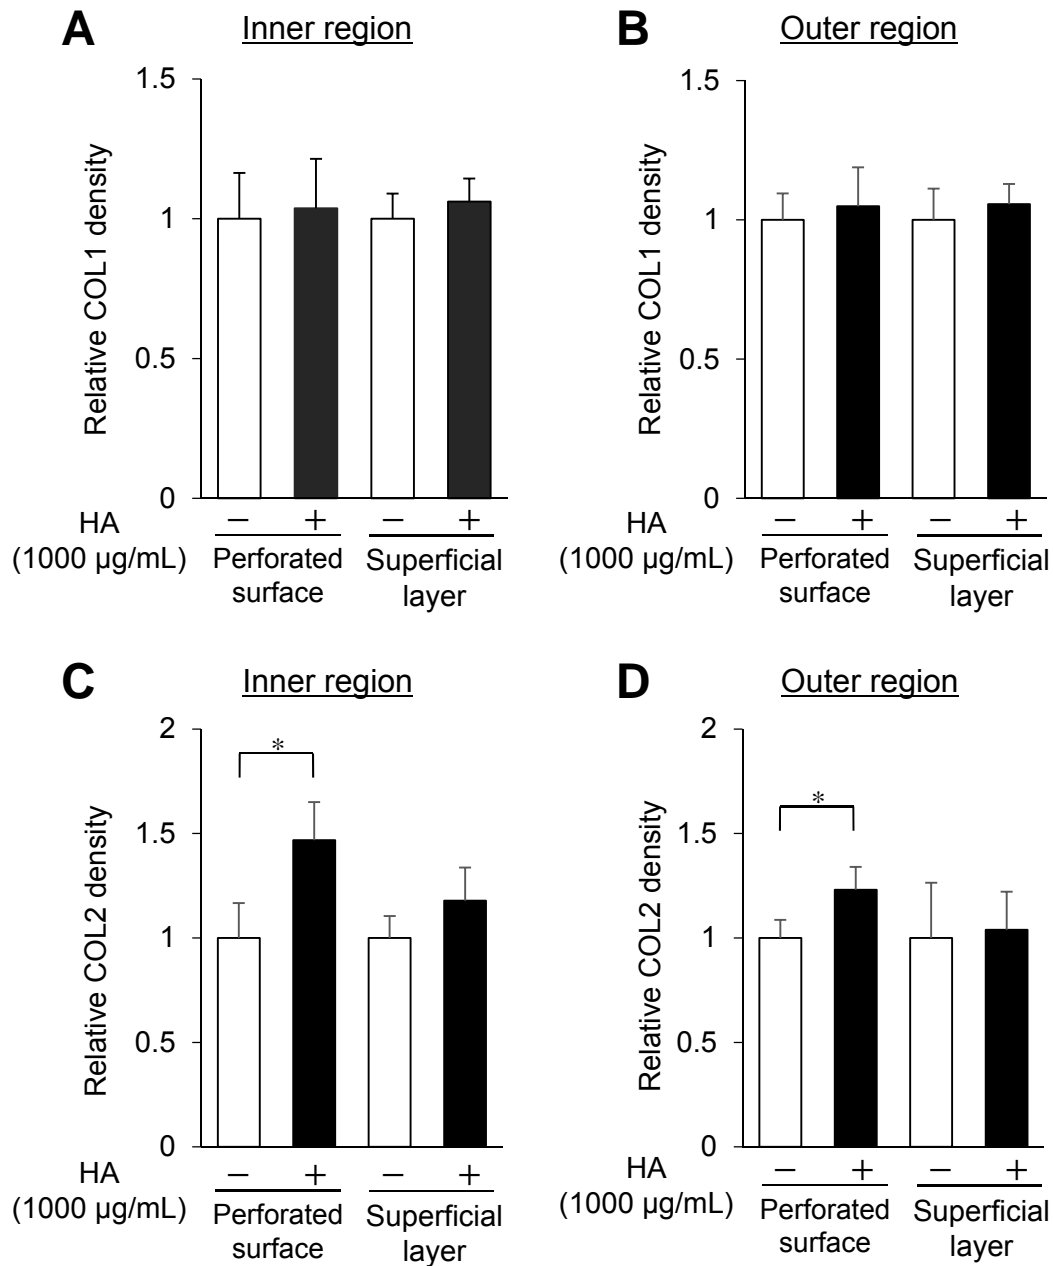 A
Inner region
Relative COL1 density
1.5
1
0.5
0
HA
(1000 µg/mL)
− + − +
Perforated
surface
Superficial
layer
B
Outer region
Relative COL1 density
1.5
1
0.5
0
HA
(1000 µg/mL)
− + − +
Perforated
surface
Superficial
layer
C
Inner region
Relative COL2 density
2
1.5
1
0.5
0
*
HA
(1000 µg/mL)
− + − +
Perforated
surface
Superficial
layer
D
Outer region
Relative COL2 density
2
1.5
1
0.5
0
*
HA
(1000 µg/mL)
− + − +
Perforated
surface
Superficial
layer